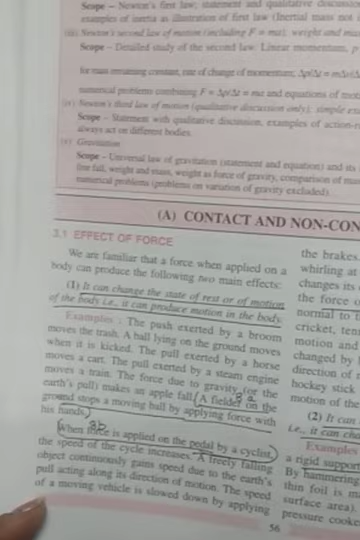 Scope – Newton's first law; statement and qualitative discussion
examples of inertia as illustration of first law (Inertial mass not
(iii) Newton's second law of motion (including F = ma); weight and mass
Scope – Detailed study of the second law. Linear momentum, p
for mass remaining constant, rate of change of momentum;
numerical problems combining F = Δp/Δt = ma and equations of mot
(iv) Newton's third law of motion (qualitative discussion only); simple ex
Scope – Statement with qualitative discussion, examples of action-r
always act on different bodies.
(v) Gravitation
Scope – Universal law of gravitation (statement and equation) and its
free fall, weight and mass, weight as force of gravity, comparison of mass
numerical problems (problems on variation of gravity excluded).
(A) CONTACT AND NON-CON
3.1 EFFECT OF FORCE
We are familiar that a force when applied on a
body can produce the following two main effects:
(1) It can change the state of rest or of motion
of the body i.e., it can produce motion in the body.
Examples : The push exerted by a broom
moves the trash. A ball lying on the ground moves
when it is kicked. The pull exerted by a horse
moves a cart. The pull exerted by a steam engine
moves a train. The force due to gravity (or the
earth's pull) makes an apple fall. A fielder on the
ground stops a moving ball by applying force with
his hands.
When force is applied on the pedal by a cyclist,
the speed of the cycle increases. A freely falling
object continuously gains speed due to the earth's
pull acting along its direction of motion. The speed
of a moving vehicle is slowed down by applying
the brakes.
whirling at
changes its
the force
normal to
cricket, ten
motion and
changed by
direction of
hockey stick
motion of the
(2) It can
i.e., it can cha
Examples
a rigid suppor
By hammering
thin foil is m
surface area).
pressure cooke
56